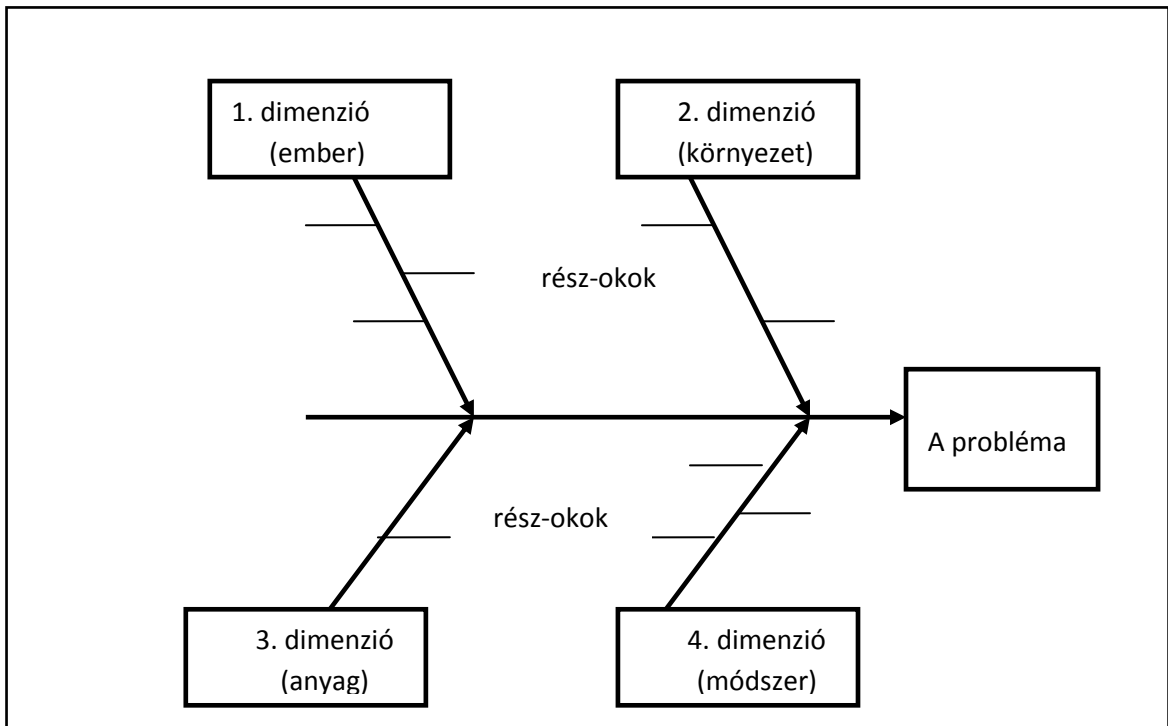 1. dimenzió
(ember)
2. dimenzió
(környezet)
rész-okok
A probléma
rész-okok
3. dimenzió
(anyag)
4. dimenzió
(módszer)